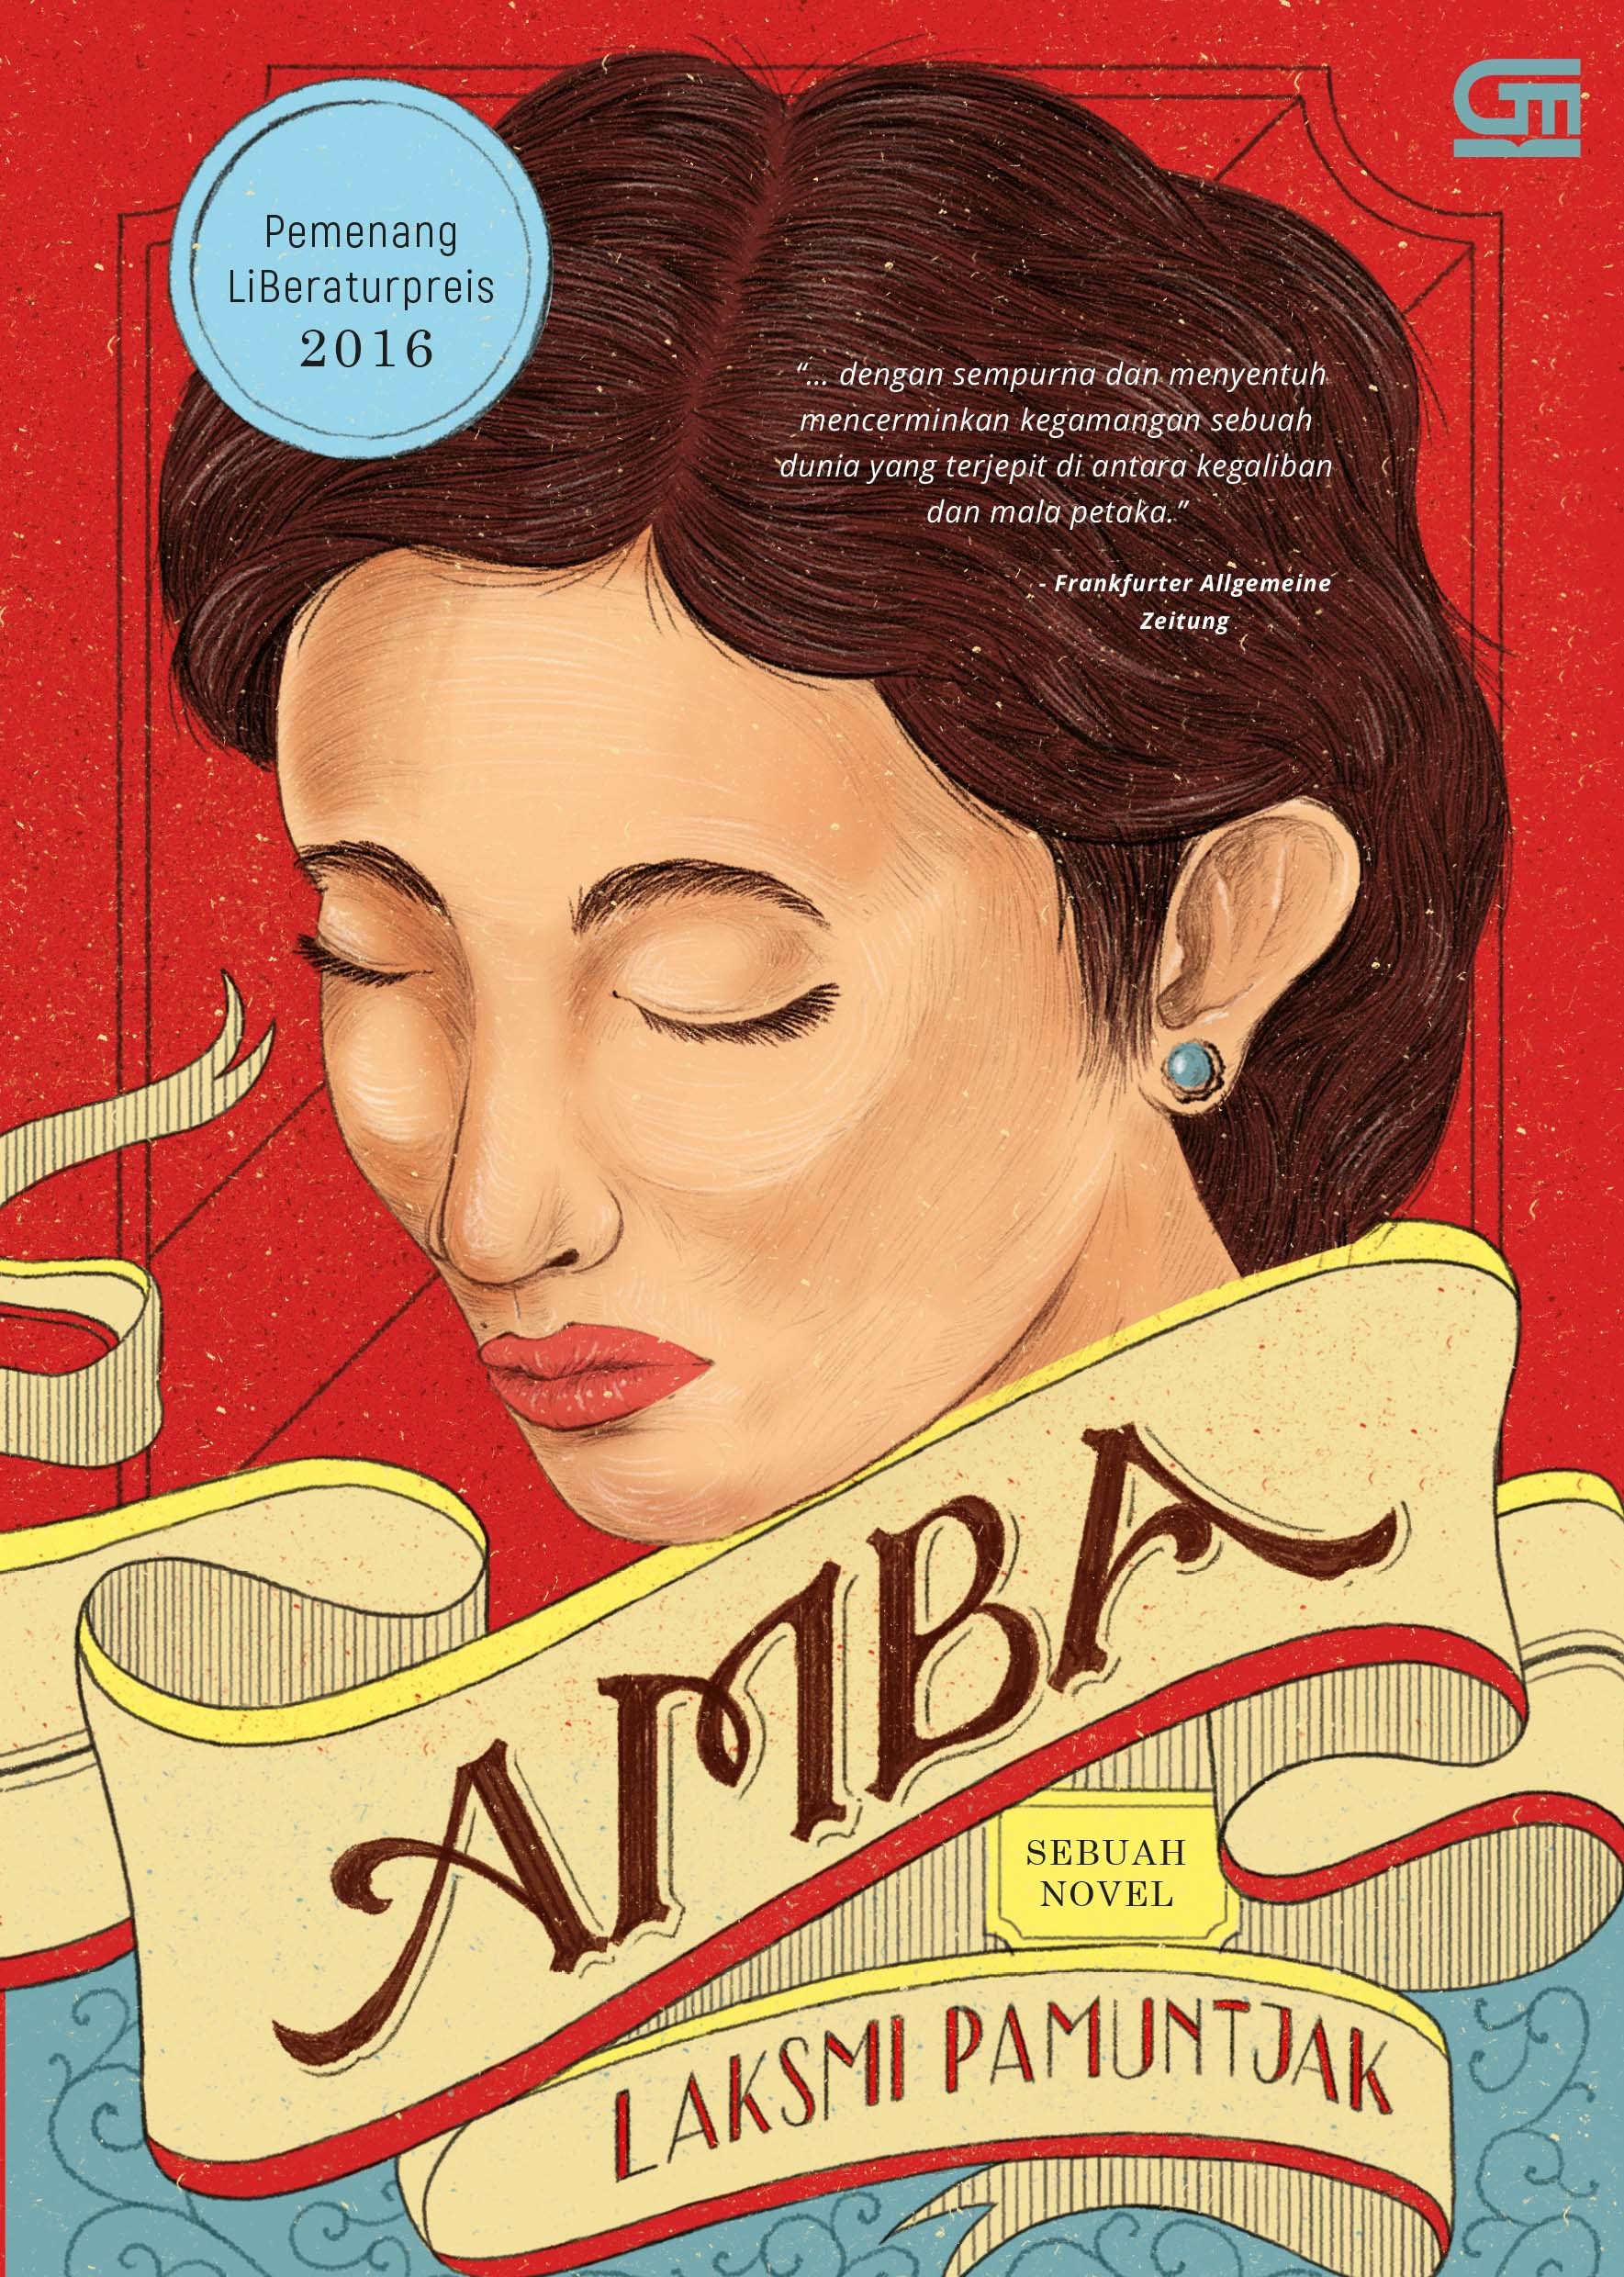 Pemenang
LiBeraturpreis
2016
GM
“... dengan sempurna dan menyentuh
mencerminkan kegamangan sebuah
dunia yang terjepit di antara kegaliban
dan mala petaka.”
- Frankfurter Allgemeine
Zeitung
AMBA
SEBUAH
NOVEL
LAKSMI PAMUNTJAK